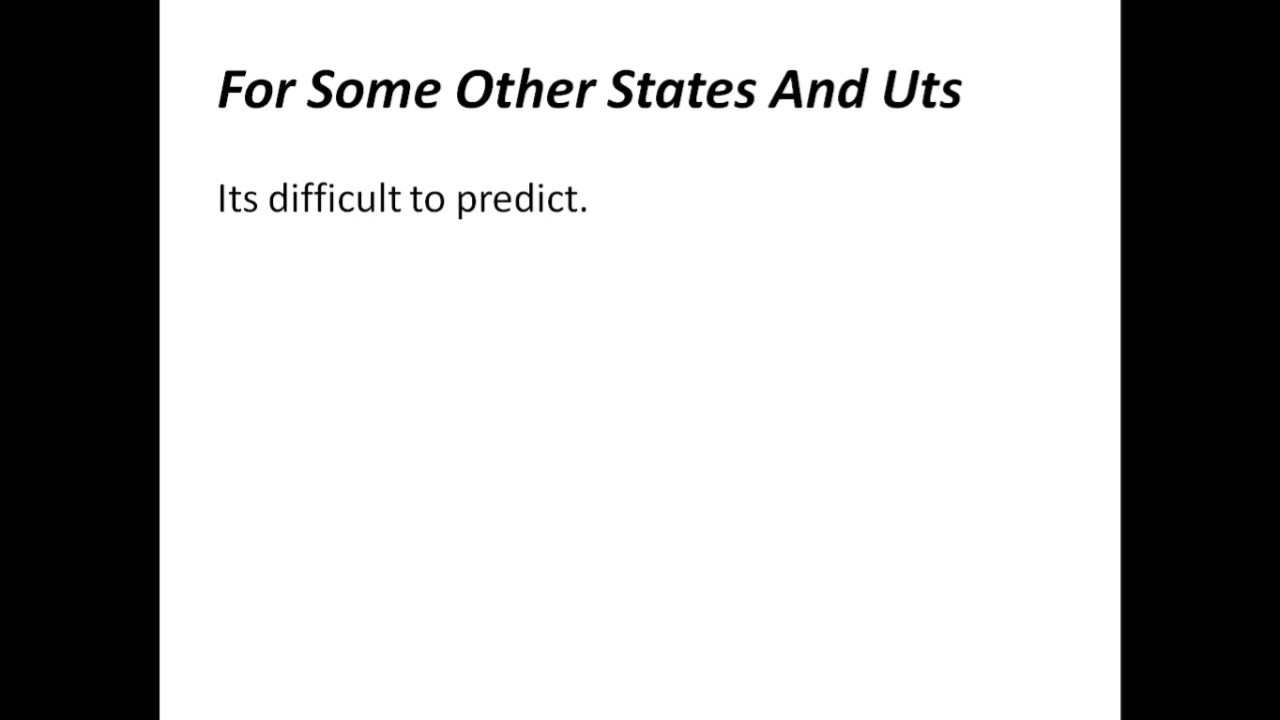 For Some Other States And Uts
Its difficult to predict.